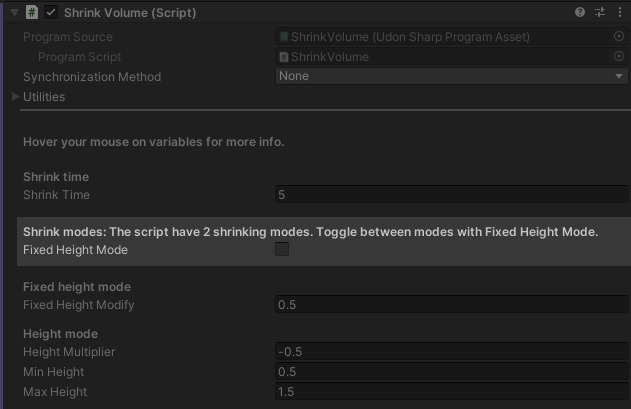 Shrink Volume (Script)
Program Source ShrinkVolume (Udon Sharp Program Asset)
Program Script ShrinkVolume
Synchronization Method None
Utilities
Hover your mouse on variables for more info.
Shrink time
Shrink Time 5
Shrink modes: The script have 2 shrinking modes. Toggle between modes with Fixed Height Mode.
Fixed Height Mode
Fixed height mode
Fixed Height Modify 0.5
Height mode
Height Multiplier -0.5
Min Height 0.5
Max Height 1.5